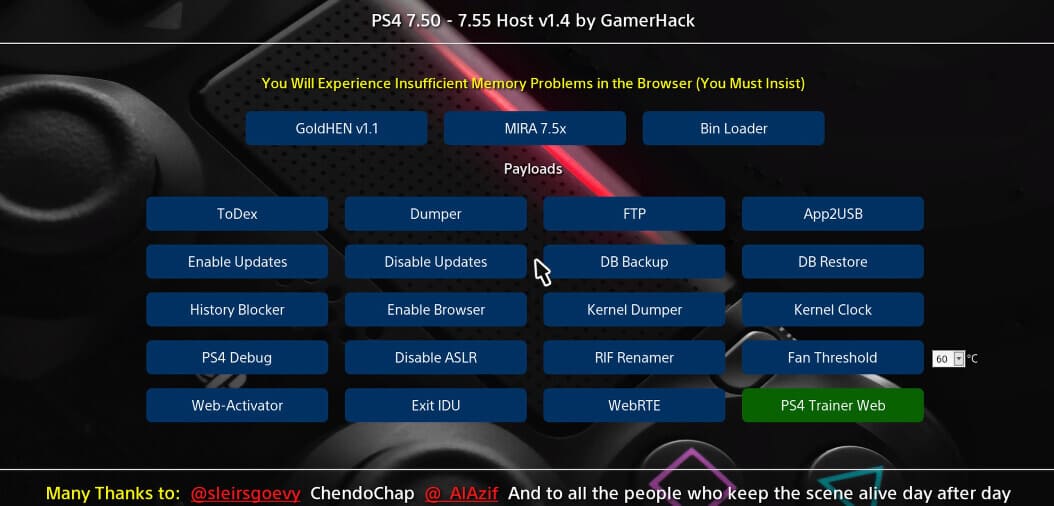 PS4 7.50 - 7.55 Host v1.4 by GamerHack
You Will Experience Insufficient Memory Problems in the Browser (You Must Insist)
GoldHEN v1.1 MIRA 7.5x Bin Loader
Payloads
ToDex Dumper FTP App2USB
Enable Updates Disable Updates DB Backup DB Restore
History Blocker Enable Browser Kernel Dumper Kernel Clock
PS4 Debug Disable ASLR RIF Renamer Fan Threshold 60 °C
Web-Activator Exit IDU WebRTE PS4 Trainer Web
Many Thanks to: @sleirsgoevy ChendoChap @_AlAzif And to all the people who keep the scene alive day after day